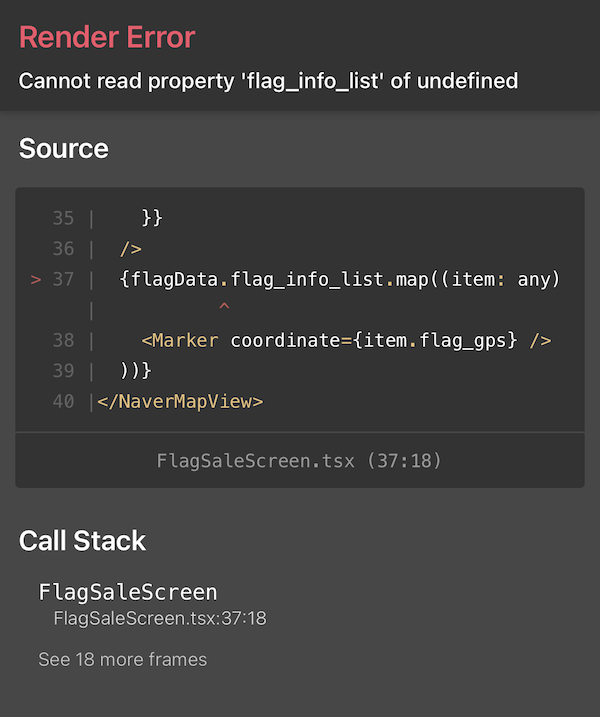 Render Error
Cannot read property 'flag_info_list' of undefined
Source
35 |    }}
36 |  />
> 37 |  {flagData.flag_info_list.map((item: any)
|           ^
38 |    <Marker coordinate={item.flag_gps} />
39 |  ))}
40 |</NaverMapView>
FlagSaleScreen.tsx (37:18)
Call Stack
FlagSaleScreen
FlagSaleScreen.tsx:37:18
See 18 more frames